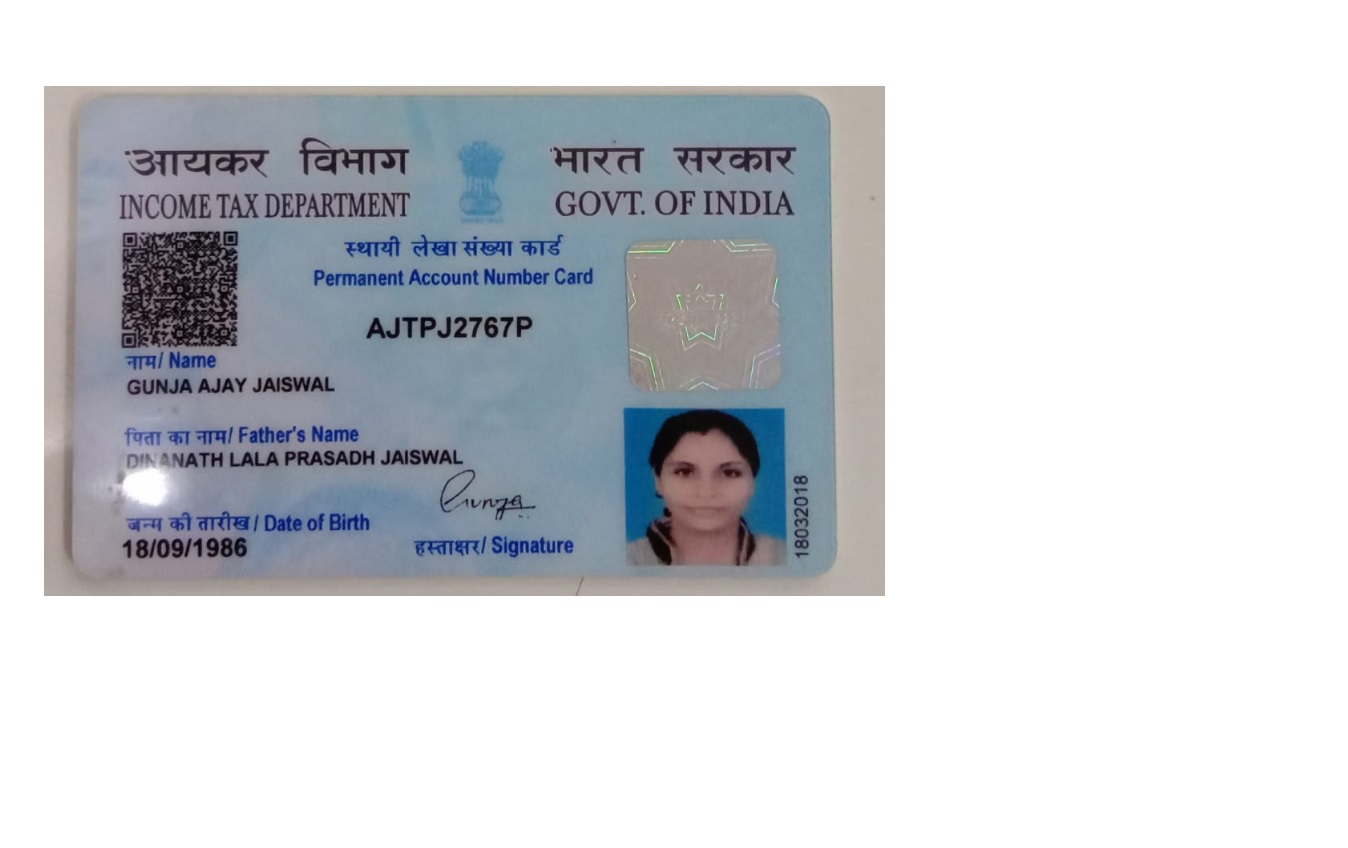 आयकर विभाग
INCOME TAX DEPARTMENT
भारत सरकार
GOVT. OF INDIA
स्थायी लेखा संख्या कार्ड
Permanent Account Number Card
AJTPJ2767P
नाम/ Name
GUNJA AJAY JAISWAL
पिता का नाम/ Father's Name
DINANATH LALA PRASADH JAISWAL
जन्म की तारीख / Date of Birth
18/09/1986
Gunja
हस्ताक्षर/ Signature
18032018